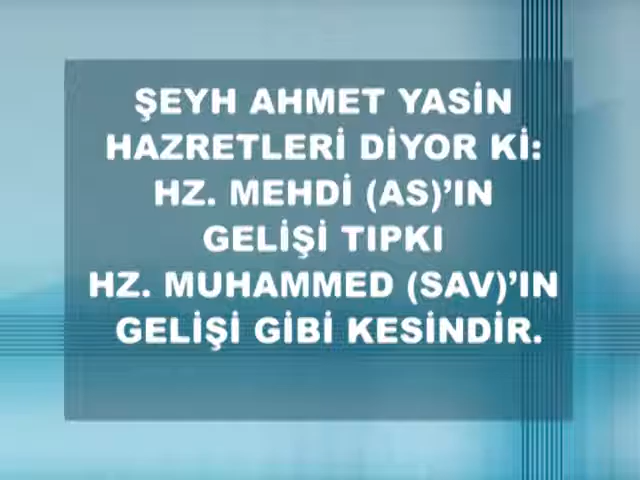 ŞEYH AHMET YASİN
HAZRETLERİ DİYOR Kİ:
HZ. MEHDİ (AS)’IN
GELİŞİ TIPKI
HZ. MUHAMMED (SAV)’IN
GELİŞİ GİBİ KESİNDİR.